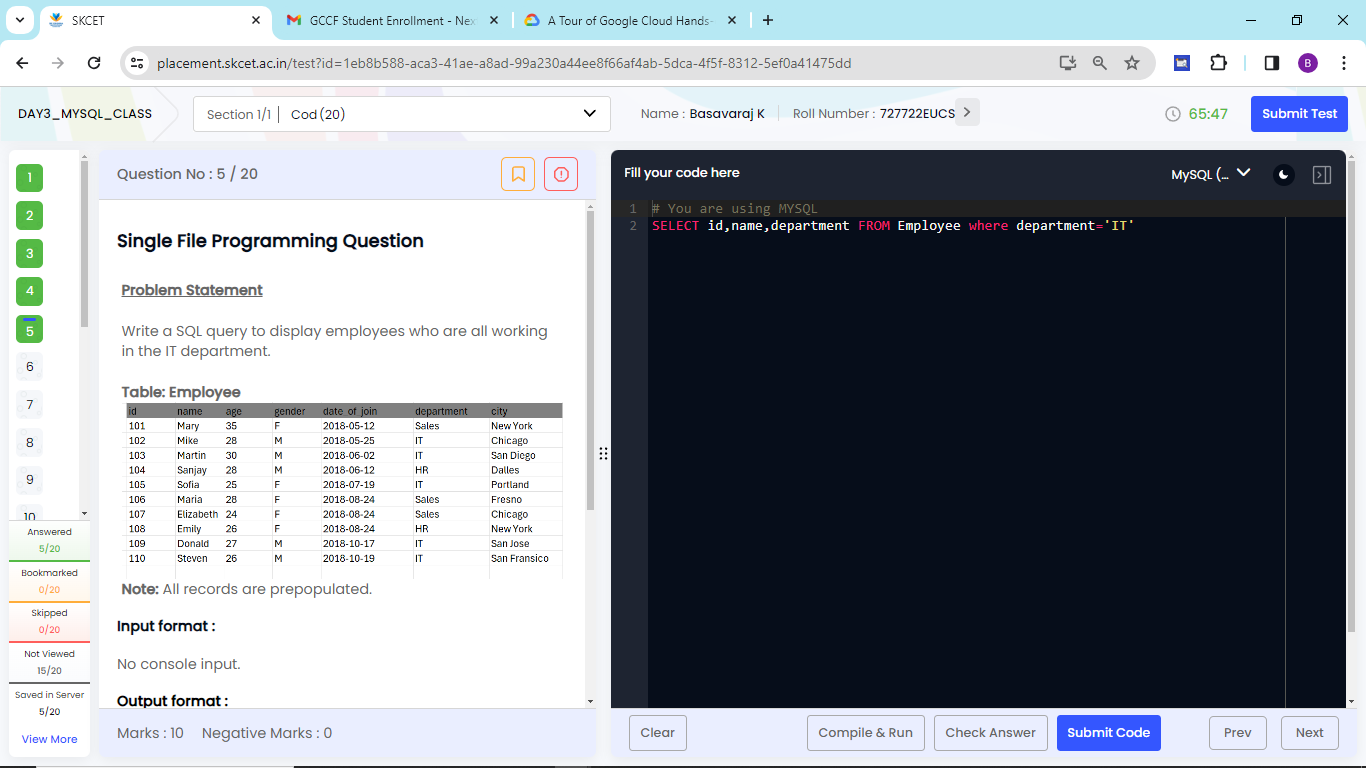 SKCET
GCCF Student Enrollment - Nex
A Tour of Google Cloud Hands-
placement.skcet.ac.in/test?id=1eb8b588-aca3-41ae-a8ad-99a230a44ee8f66af4ab-5dca-4f5f-8312-5ef0a41475dd
B
DAY3_MYSQL_CLASS
Section 1/1 | Cod (20)
Name : Basavaraj K
Roll Number : 727722EUCS
65:47
Submit Test
1
2
3
4
5
6
7
8
9
10
Answered
5/20
Bookmarked
0/20
Skipped
0/20
Not Viewed
15/20
Saved in Server
5/20
View More
Question No : 5 / 20
Single File Programming Question
Problem Statement
Write a SQL query to display employees who are all working
in the IT department.
Table: Employee
id name age gender date_of_join department city
101 Mary 35 F 2018-05-12 Sales New York
102 Mike 28 M 2018-05-25 IT Chicago
103 Martin 30 M 2018-06-02 IT San Diego
104 Sanjay 28 M 2018-06-12 HR Dalles
105 Sofia 25 F 2018-07-19 IT Portland
106 Maria 28 F 2018-08-24 Sales Fresno
107 Elizabeth 24 F 2018-08-24 Sales Chicago
108 Emily 26 F 2018-08-24 HR New York
109 Donald 27 M 2018-10-17 IT San Jose
110 Steven 26 M 2018-10-19 IT San Fransico
Note: All records are prepopulated.
Input format :
No console input.
Output format :
Marks : 10 Negative Marks : 0
Fill your code here
MySQL (...
1 # You are using MYSQL
2 SELECT id,name,department FROM Employee where department='IT'
Clear
Compile & Run
Check Answer
Submit Code
Prev
Next